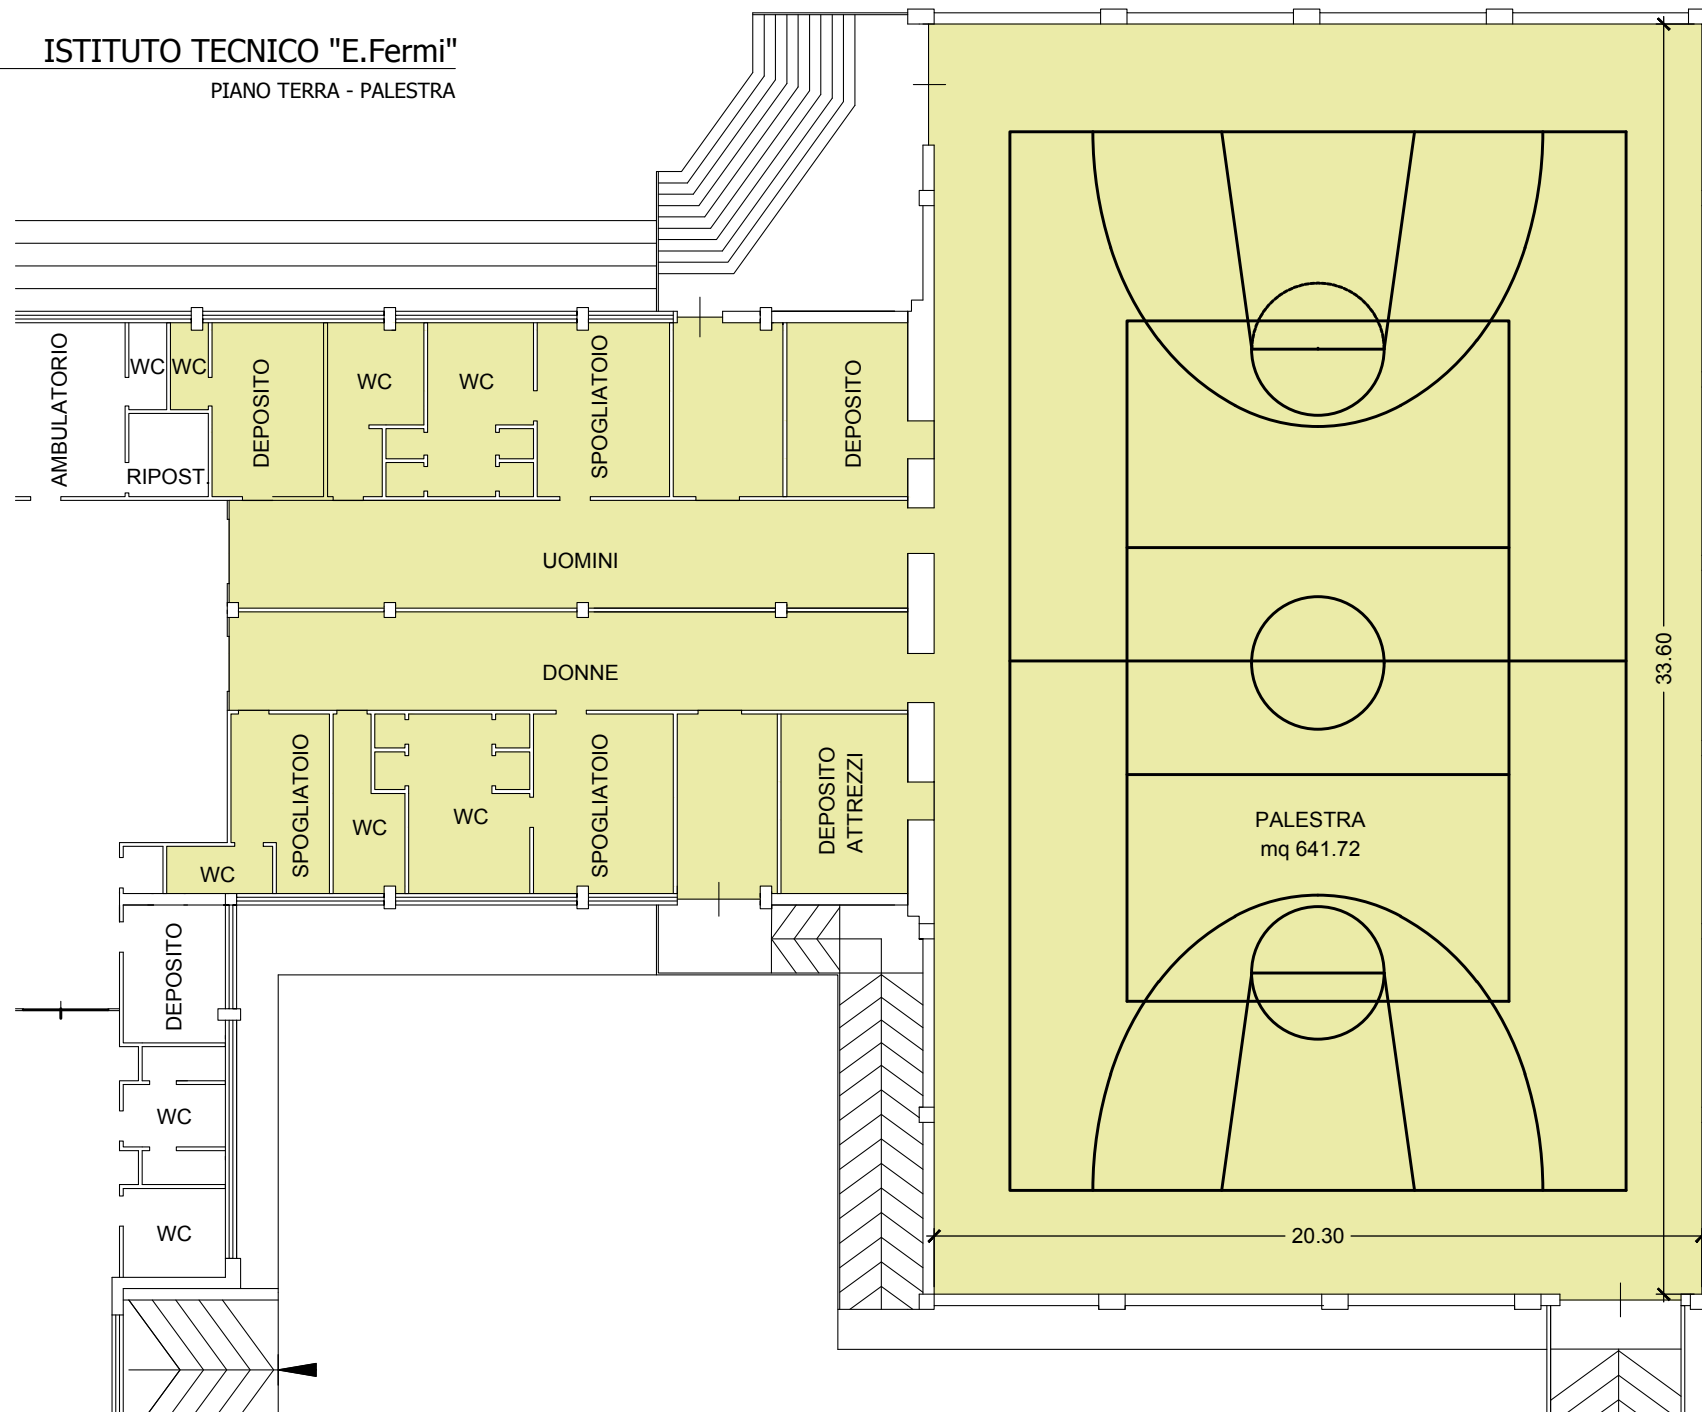 ISTITUTO TECNICO "E.Fermi"
PIANO TERRA - PALESTRA
AMBULATORIO
WC
WC
RIPOST.
DEPOSITO
WC
WC
SPOGLIATOIO
DEPOSITO
UOMINI
DONNE
SPOGLIATOIO
WC
WC
WC
SPOGLIATOIO
DEPOSITO
ATTREZZI
DEPOSITO
WC
WC
PALESTRA
mq 641.72
33.60
20.30